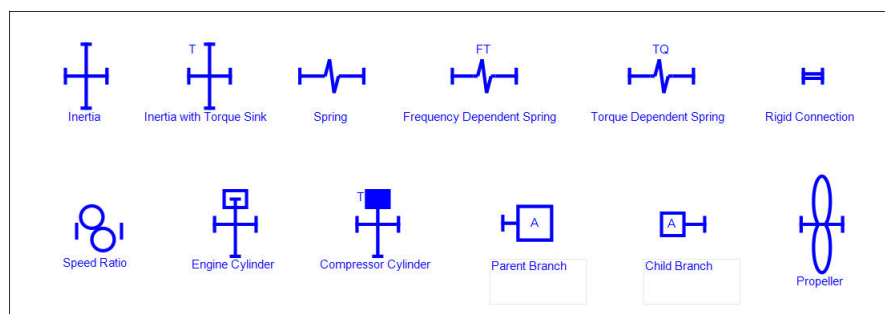 T
FT
TQ
Inertia
Inertia with Torque Sink
Spring
Frequency Dependent Spring
Torque Dependent Spring
Rigid Connection
T
A
A
Speed Ratio
Engine Cylinder
Compressor Cylinder
Parent Branch
Child Branch
Propeller